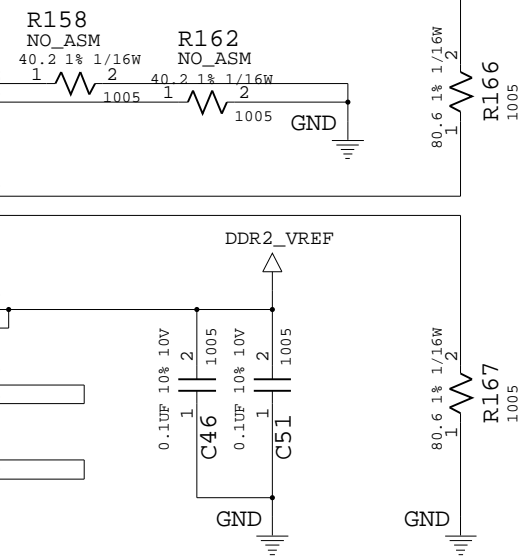 R158
NO_ASM
40.2 1% 1/16W
1 2
1005
R162
NO_ASM
40.2 1% 1/16W
1 2
1005
GND
80.6 1% 1/16W
2
1
R166
1005
DDR2_VREF
0.1UF 10% 10V
2
1
1005
C46
0.1UF 10% 10V
2
1
1005
C51
GND
80.6 1% 1/16W
2
1
R167
1005
GND